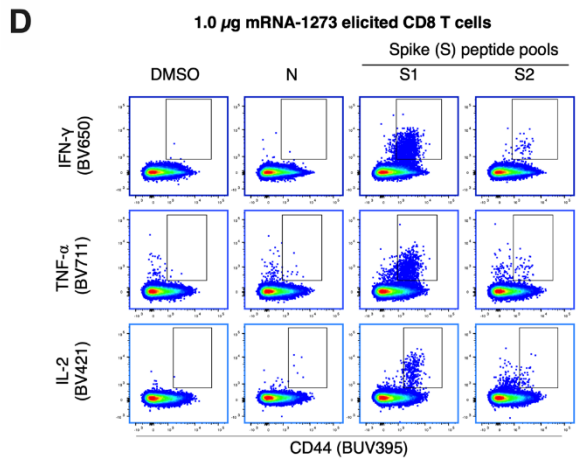 D
1.0 µg mRNA-1273 elicited CD8 T cells
Spike (S) peptide pools
DMSO N S1 S2
IFN-γ
(BV650)
TNF-α
(BV711)
IL-2
(BV421)
CD44 (BUV395)